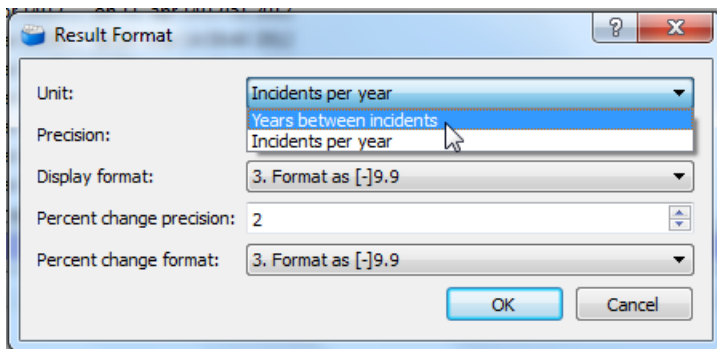 Result Format
Unit:
Incidents per year
Years between incidents
Precision:
Incidents per year
Display format:
3. Format as [-]9.9
Percent change precision:
2
Percent change format:
3. Format as [-]9.9
OK
Cancel